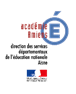 académie
Amiens
direction des services
départementaux
de l'éducation nationale
Aisne